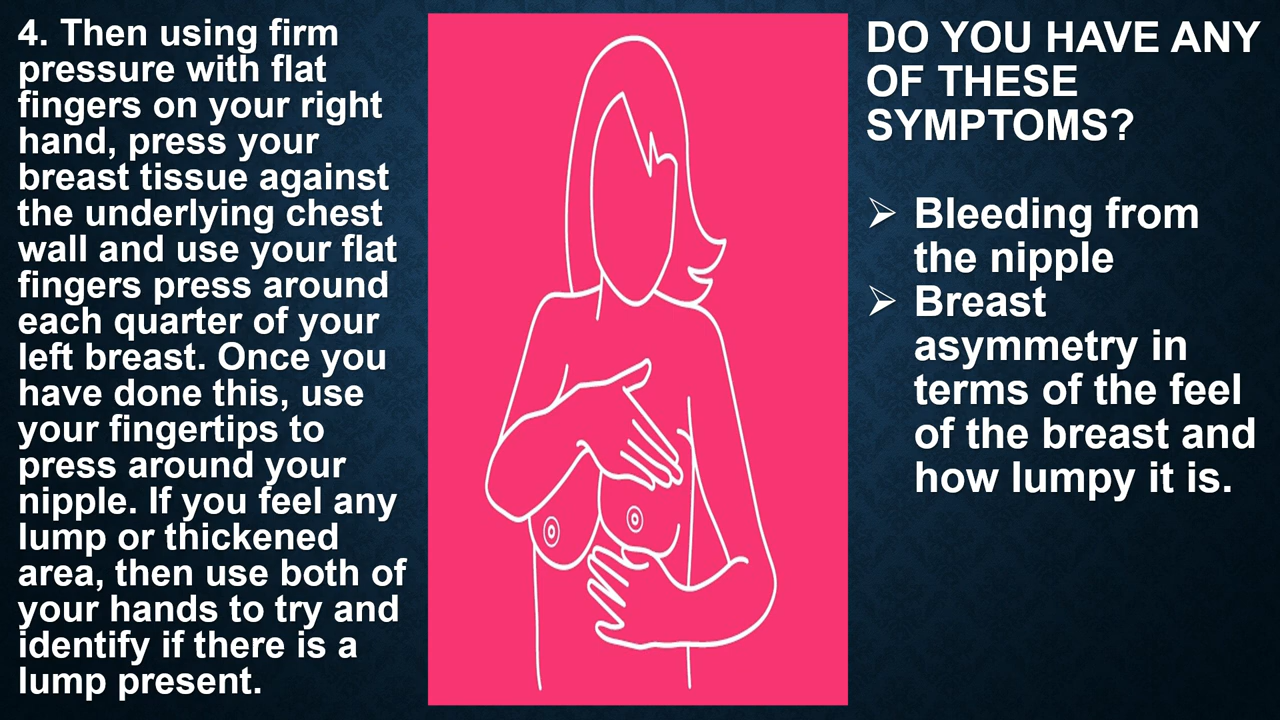 4. Then using firm
pressure with flat
fingers on your right
hand, press your
breast tissue against
the underlying chest
wall and use your flat
fingers press around
each quarter of your
left breast. Once you
have done this, use
your fingertips to
press around your
nipple. If you feel any
lump or thickened
area, then use both of
your hands to try and
identify if there is a
lump present.
DO YOU HAVE ANY
OF THESE
SYMPTOMS?
➢ Bleeding from
the nipple
➢ Breast
asymmetry in
terms of the feel
of the breast and
how lumpy it is.